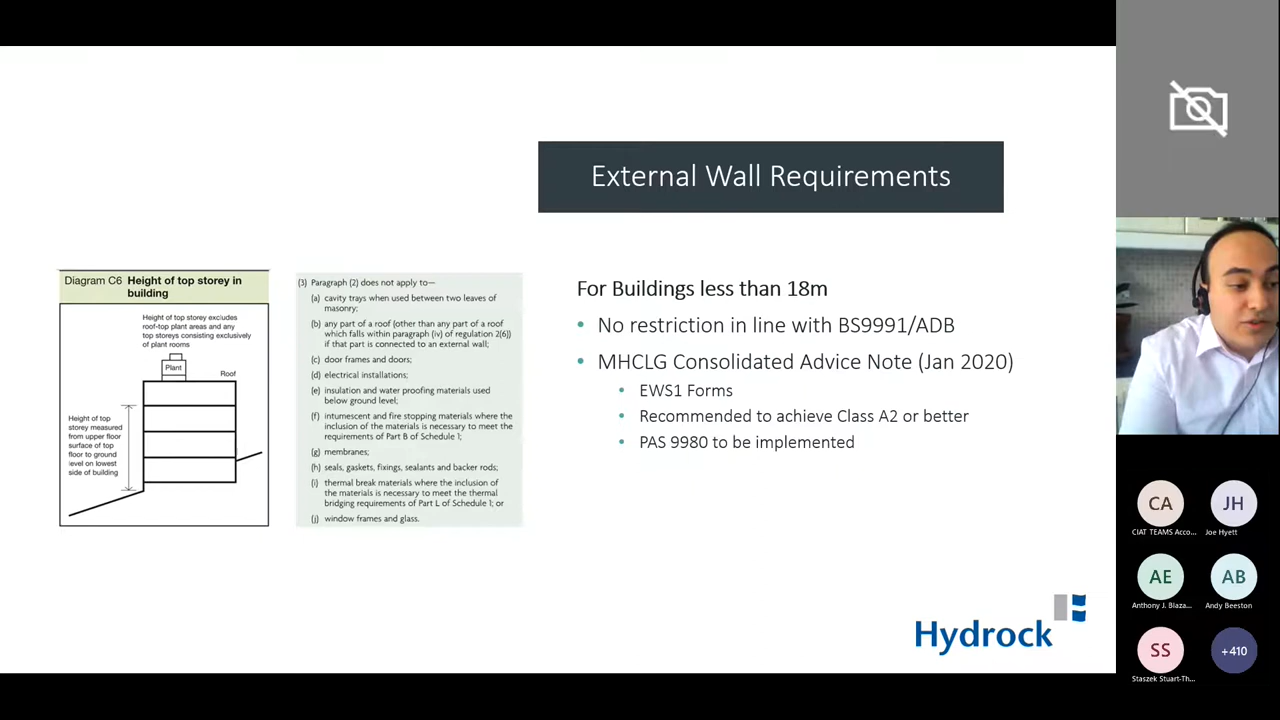 External Wall Requirements
Diagram C6 Height of top storey in
building
Height of top storey excludes
roof-top plant areas and any
top storeys consisting exclusively
of plant rooms
Plant
Roof
Height of top
storey measured
from upper floor
surface of top
floor to ground
level on lowest
side of building
(3) Paragraph (2) does not apply to—
(a) cavity trays when used between two leaves of
masonry;
(b) any part of a roof (other than any part of a roof
which falls within paragraph (iv) of regulation 2(6))
if that part is connected to an external wall;
(c) door frames and doors;
(d) electrical installations;
(e) insulation and water proofing materials used
below ground level;
(f) intumescent and fire stopping materials where the
inclusion of the materials is necessary to meet the
requirements of Part B of Schedule 1;
(g) membranes;
(h) seals, gaskets, fixings, sealants and backer rods;
(i) thermal break materials where the inclusion of
the materials is necessary to meet the thermal
bridging requirements of Part L of Schedule 1; or
(j) window frames and glass.
For Buildings less than 18m
• No restriction in line with BS9991/ADB
• MHCLG Consolidated Advice Note (Jan 2020)
• EWS1 Forms
• Recommended to achieve Class A2 or better
• PAS 9980 to be implemented
Hydrock
CA
CIAT TEAMS Acco...
JH
Joe Hyett
AE
Anthony J. Blaza...
AB
Andy Beeston
SS
Staszek Stuart-Th...
+410